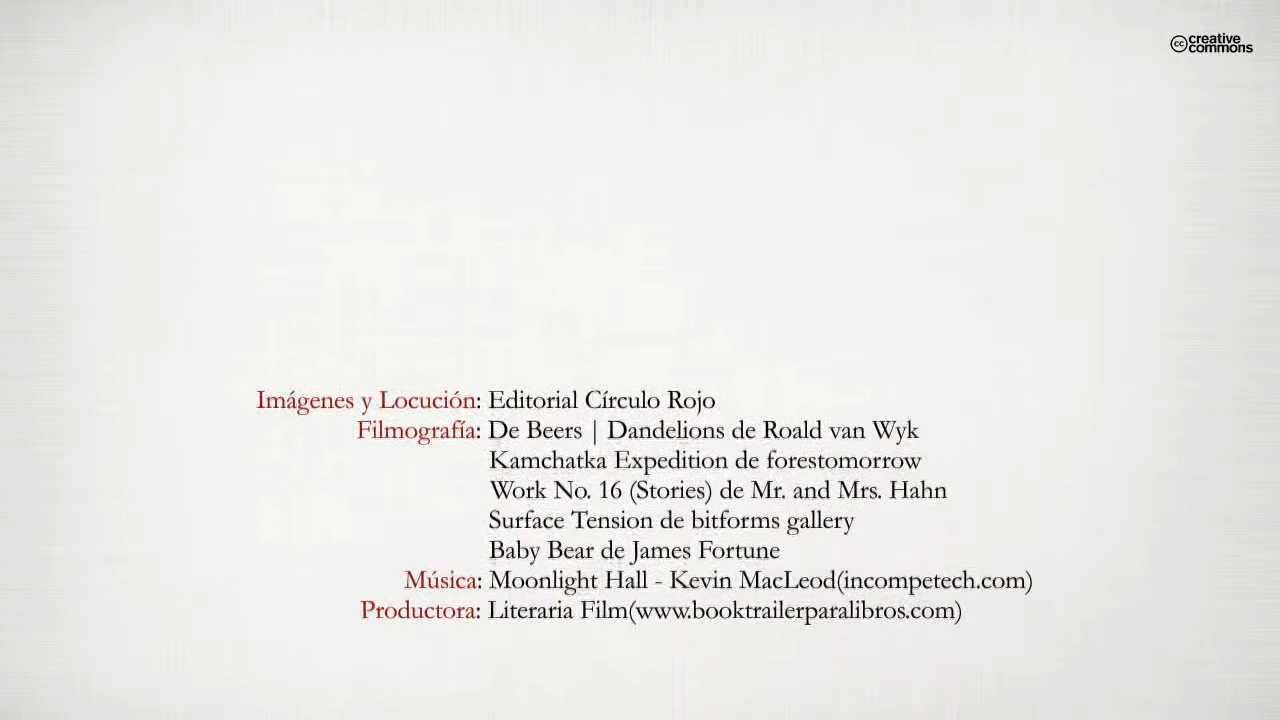 creative
commons
Imágenes y Locución: Editorial Círculo Rojo
Filmografía: De Beers | Dandelions de Roald van Wyk
Kamchatka Expedition de forestomorrow
Work No. 16 (Stories) de Mr. and Mrs. Hahn
Surface Tension de bitforms gallery
Baby Bear de James Fortune
Música: Moonlight Hall - Kevin MacLeod(incompetech.com)
Productora: Literaria Film(www.booktrailerparalibros.com)